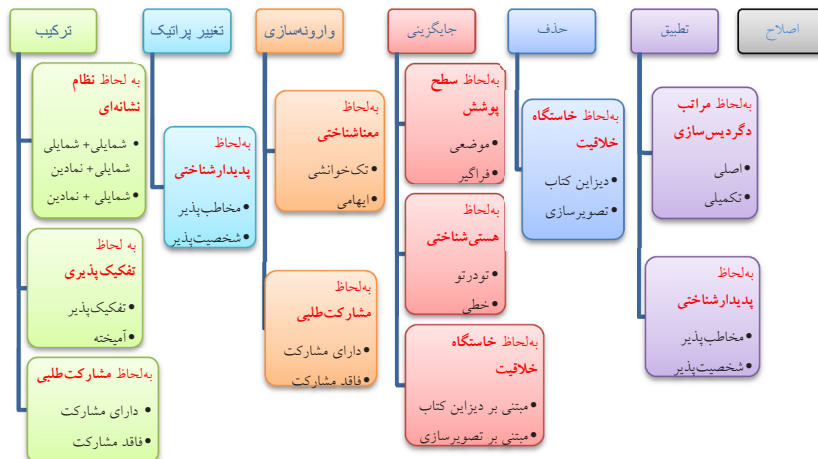 اصلاح
تطبیق
به‌لحاظ مراتب
دگردیس‌سازی
اصلی
تکمیلی
به‌لحاظ
پدیدارشناختی
مخاطب‌پذیر
شخصیت‌پذیر
حذف
به‌لحاظ خاستگاه
خلاقیت
دیزاین کتاب
تصویرسازی
جایگزینی
به‌لحاظ سطح
پوشش
موضعی
فراگیر
به‌لحاظ
هستی‌شناختی
تودرتو
خطی
به‌لحاظ خاستگاه
خلاقیت
مبتنی بر دیزاین کتاب
مبتنی بر تصویرسازی
وارونه‌سازی
به‌لحاظ
معناشناختی
تک‌خوانشی
ایهامی
به‌لحاظ
مشارکت‌طلبی
دارای مشارکت
فاقد مشارکت
تغییر پراتیک
به‌لحاظ
پدیدارشناختی
مخاطب‌پذیر
شخصیت‌پذیر
ترکیب
به لحاظ نظام
نشانه‌ای
شمایلی+ شمایلی
شمایلی+ نمادین
شمایلی + نمادین
به لحاظ
تفکیک‌پذیری
تفکیک‌پذیر
آمیخته
به‌لحاظ مشارکت‌طلبی
دارای مشارکت
فاقد مشارکت